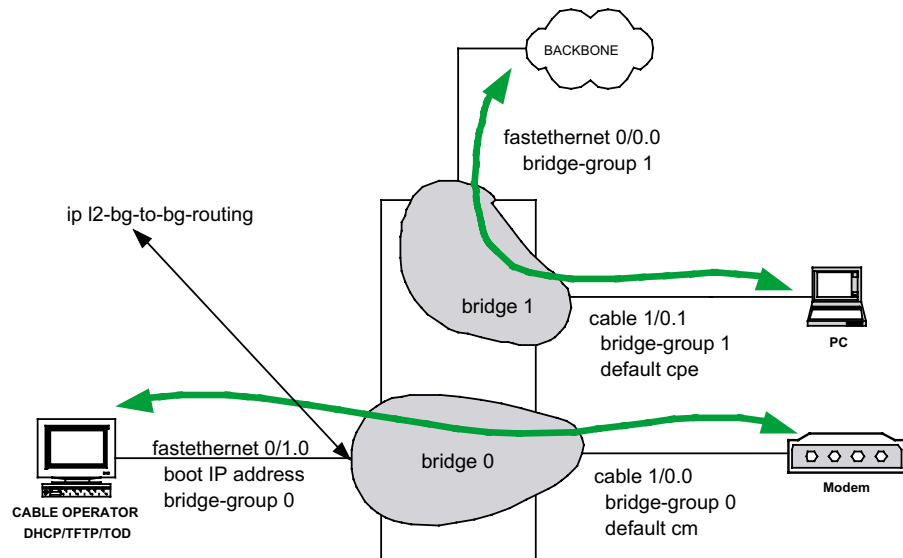 BACKBONE
fastethernet 0/0.0
bridge-group 1
ip l2-bg-to-bg-routing
bridge 1
cable 1/0.1
bridge-group 1
default cpe
PC
fastethernet 0/1.0
boot IP address
bridge-group 0
bridge 0
cable 1/0.0
bridge-group 0
default cm
Modem
CABLE OPERATOR
DHCP/TFTP/TOD